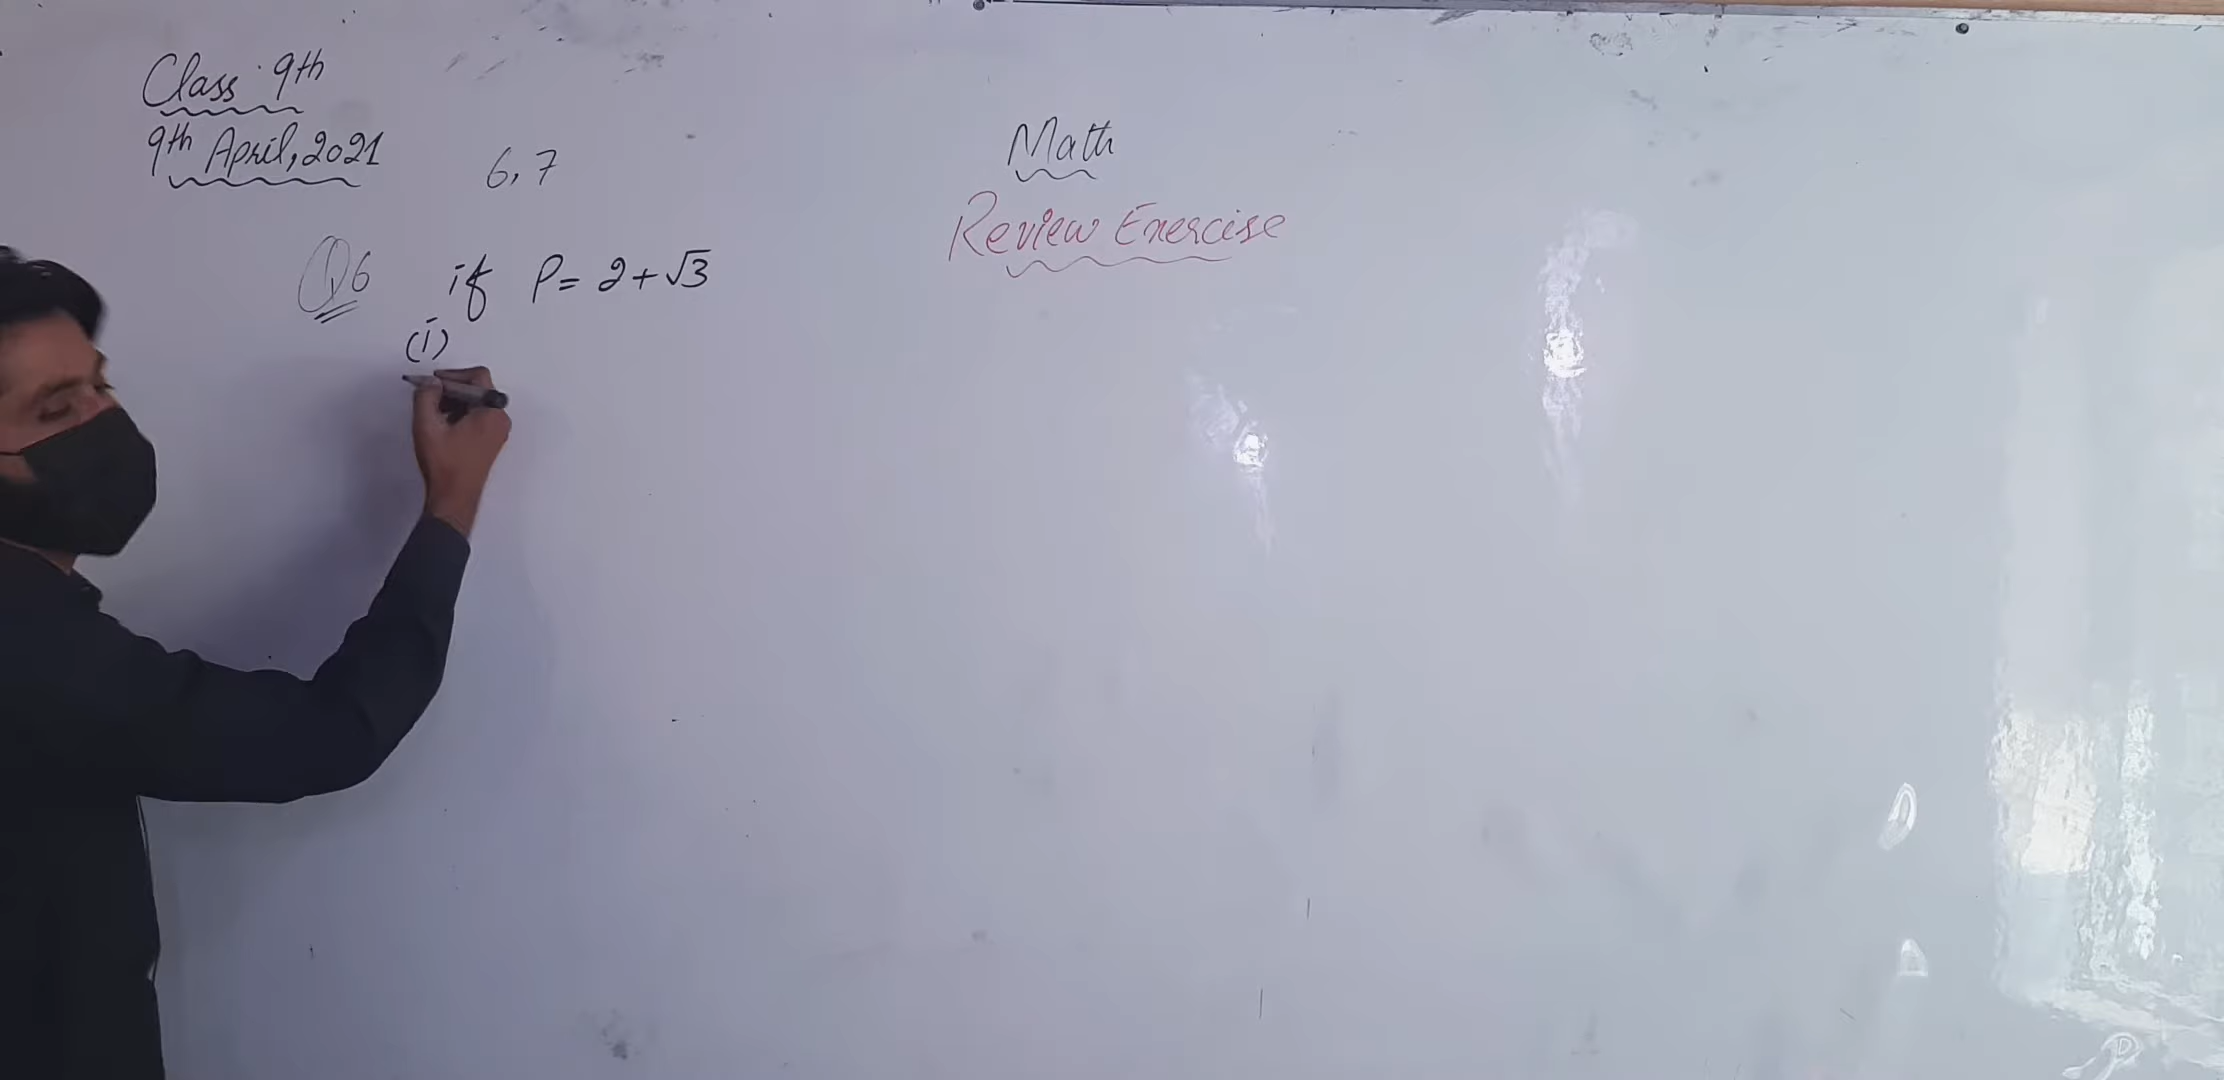 Class 9th
9th April, 2021
6, 7
Math
Review Exercise
Q6 if P = 2 + √3
(i)